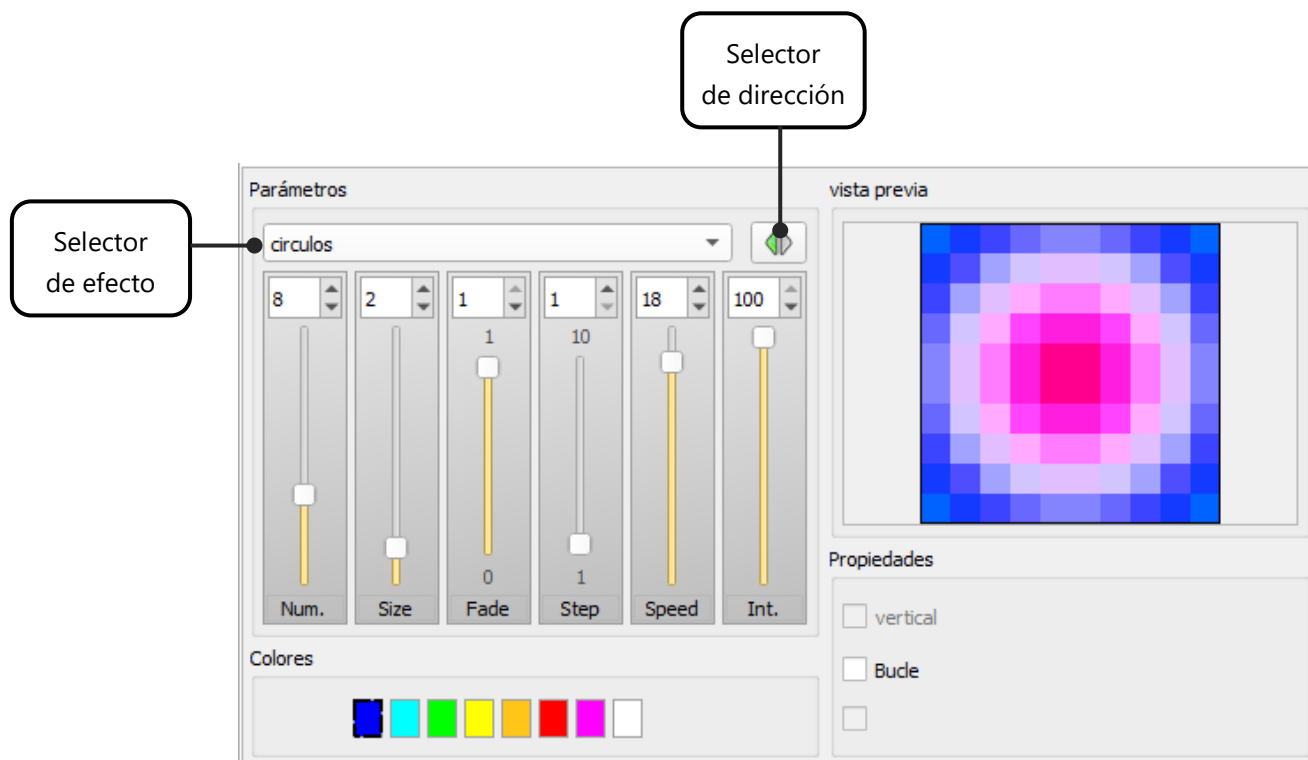 Selector
de dirección
Parámetros
vista previa
Selector
de efecto
circulos
8 2 1 1 18 100
1 10
0 1
Num. Size Fade Step Speed Int.
Propiedades
vertical
Bucle
Colores